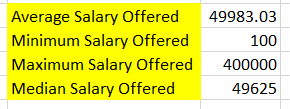 Average Salary Offered 49983.03
Minimum Salary Offered 100
Maximum Salary Offered 400000
Median Salary Offered 49625